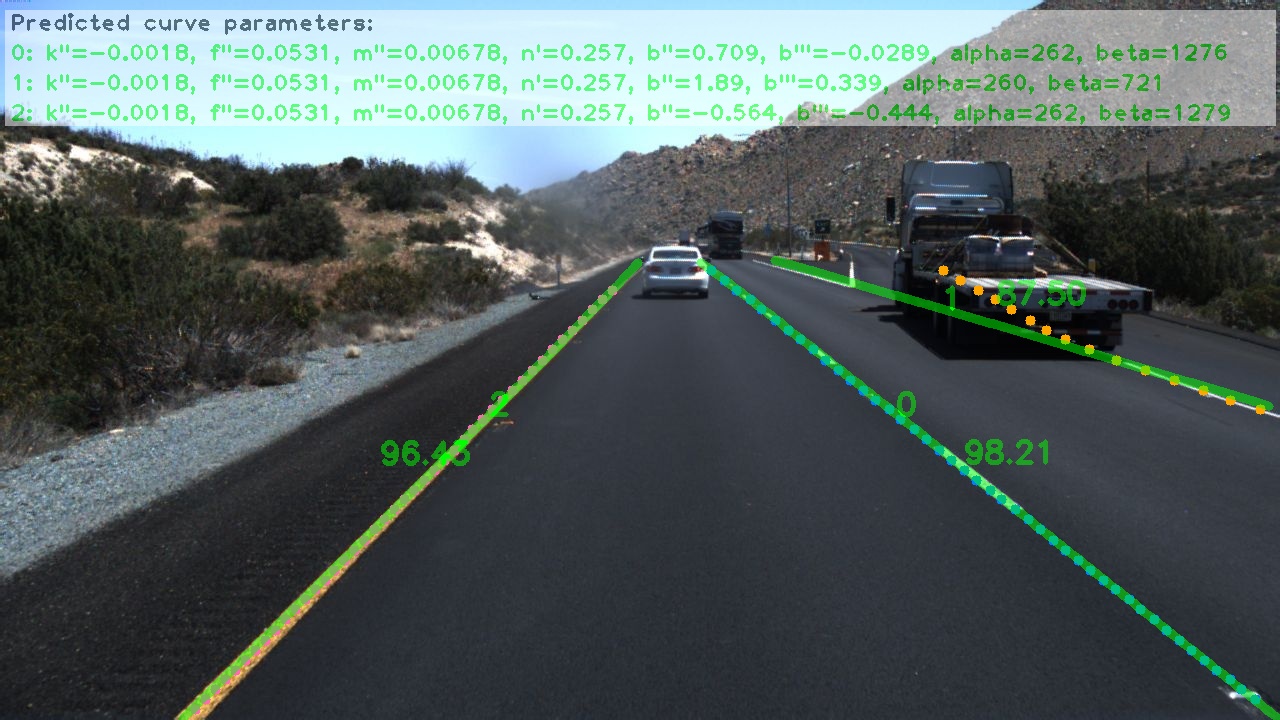 Predicted curve parameters:
0: k''=-0.0018, f''=0.0531, m''=0.00678, n'=0.257, b''=0.709, b'''=-0.0289, alpha=262, beta=1276
1: k''=-0.0018, f''=0.0531, m''=0.00678, n'=0.257, b''=1.89, b'''=0.339, alpha=260, beta=721
2: k''=-0.0018, f''=0.0531, m''=0.00678, n'=0.257, b''=-0.564, b'''=-0.444, alpha=262, beta=1279
1 87.50
2
0
96.43
98.21